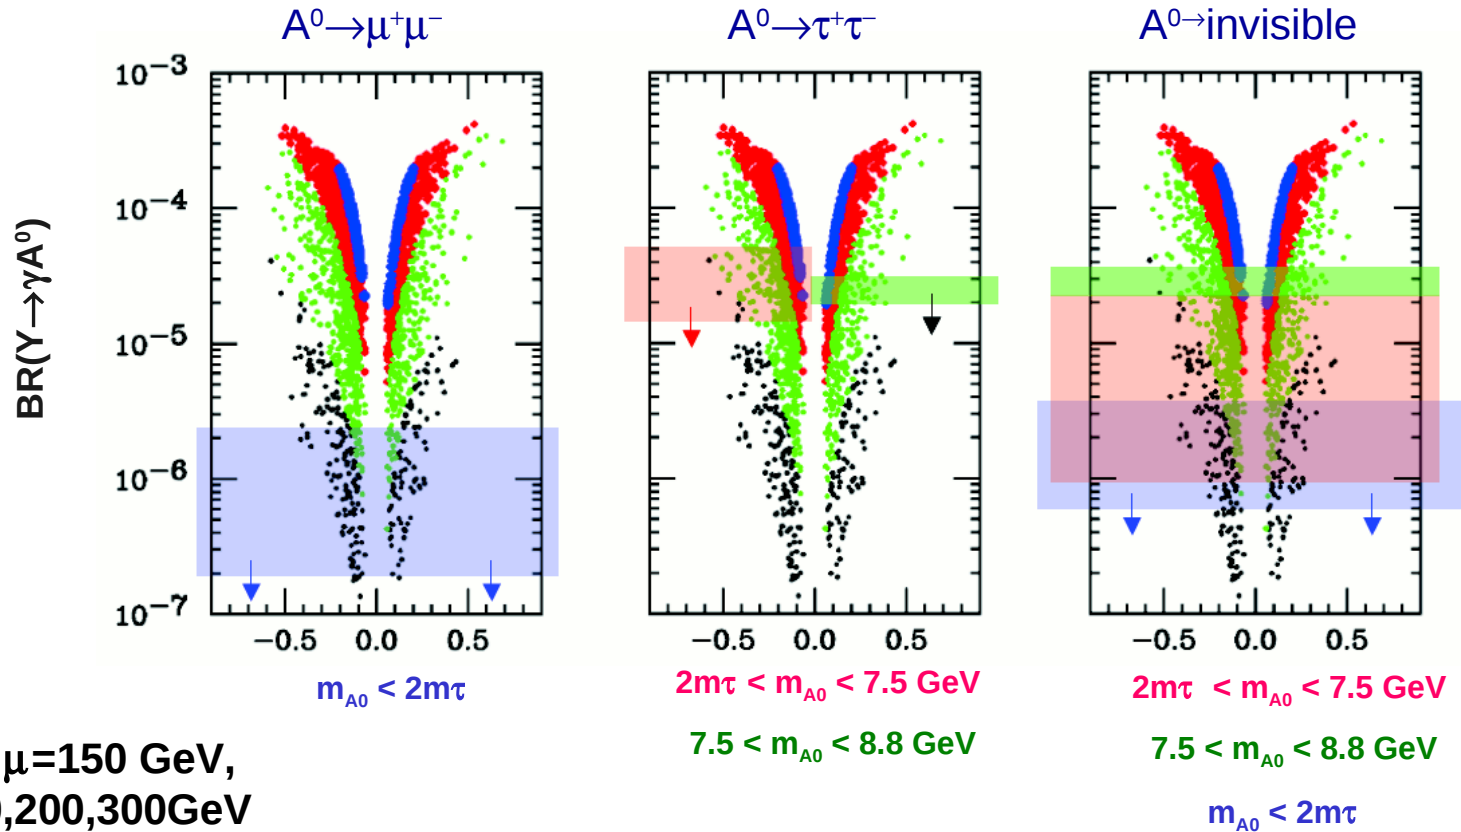 A⁰→μ⁺μ⁻ A⁰→τ⁺τ⁻ A⁰→invisible
BR(Υ→γA⁰)
10⁻³
10⁻⁴
10⁻⁵
10⁻⁶
10⁻⁷
−0.5 0.0 0.5 −0.5 0.0 0.5 −0.5 0.0 0.5
m_A0 < 2mτ 2mτ < m_A0 < 7.5 GeV 2mτ < m_A0 < 7.5 GeV
7.5 < m_A0 < 8.8 GeV 7.5 < m_A0 < 8.8 GeV
m_A0 < 2mτ
μ=150 GeV,
,200,300GeV